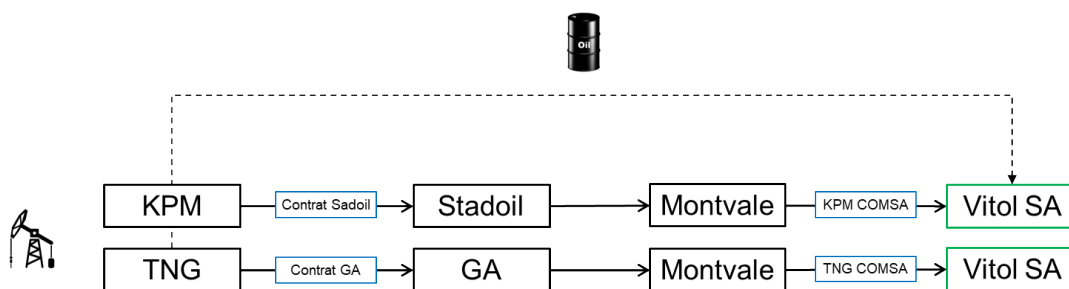 Oil
KPM
Contrat Sadoil
Stadoil
Montvale
KPM COMSA
Vitol SA
TNG
Contrat GA
GA
Montvale
TNG COMSA
Vitol SA